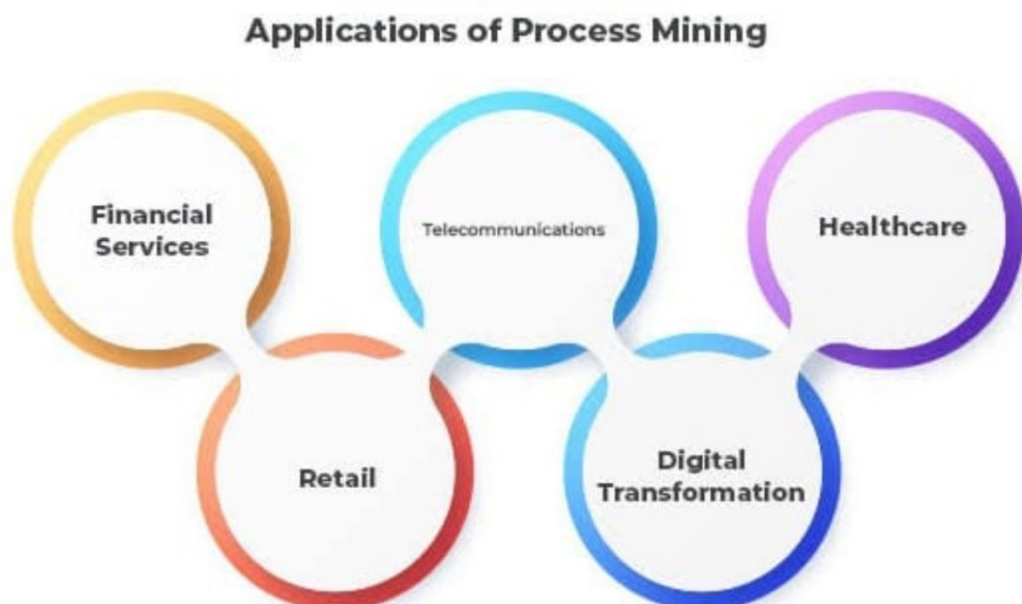 Applications of Process Mining
Financial
Services
Telecommunications
Healthcare
Retail
Digital
Transformation